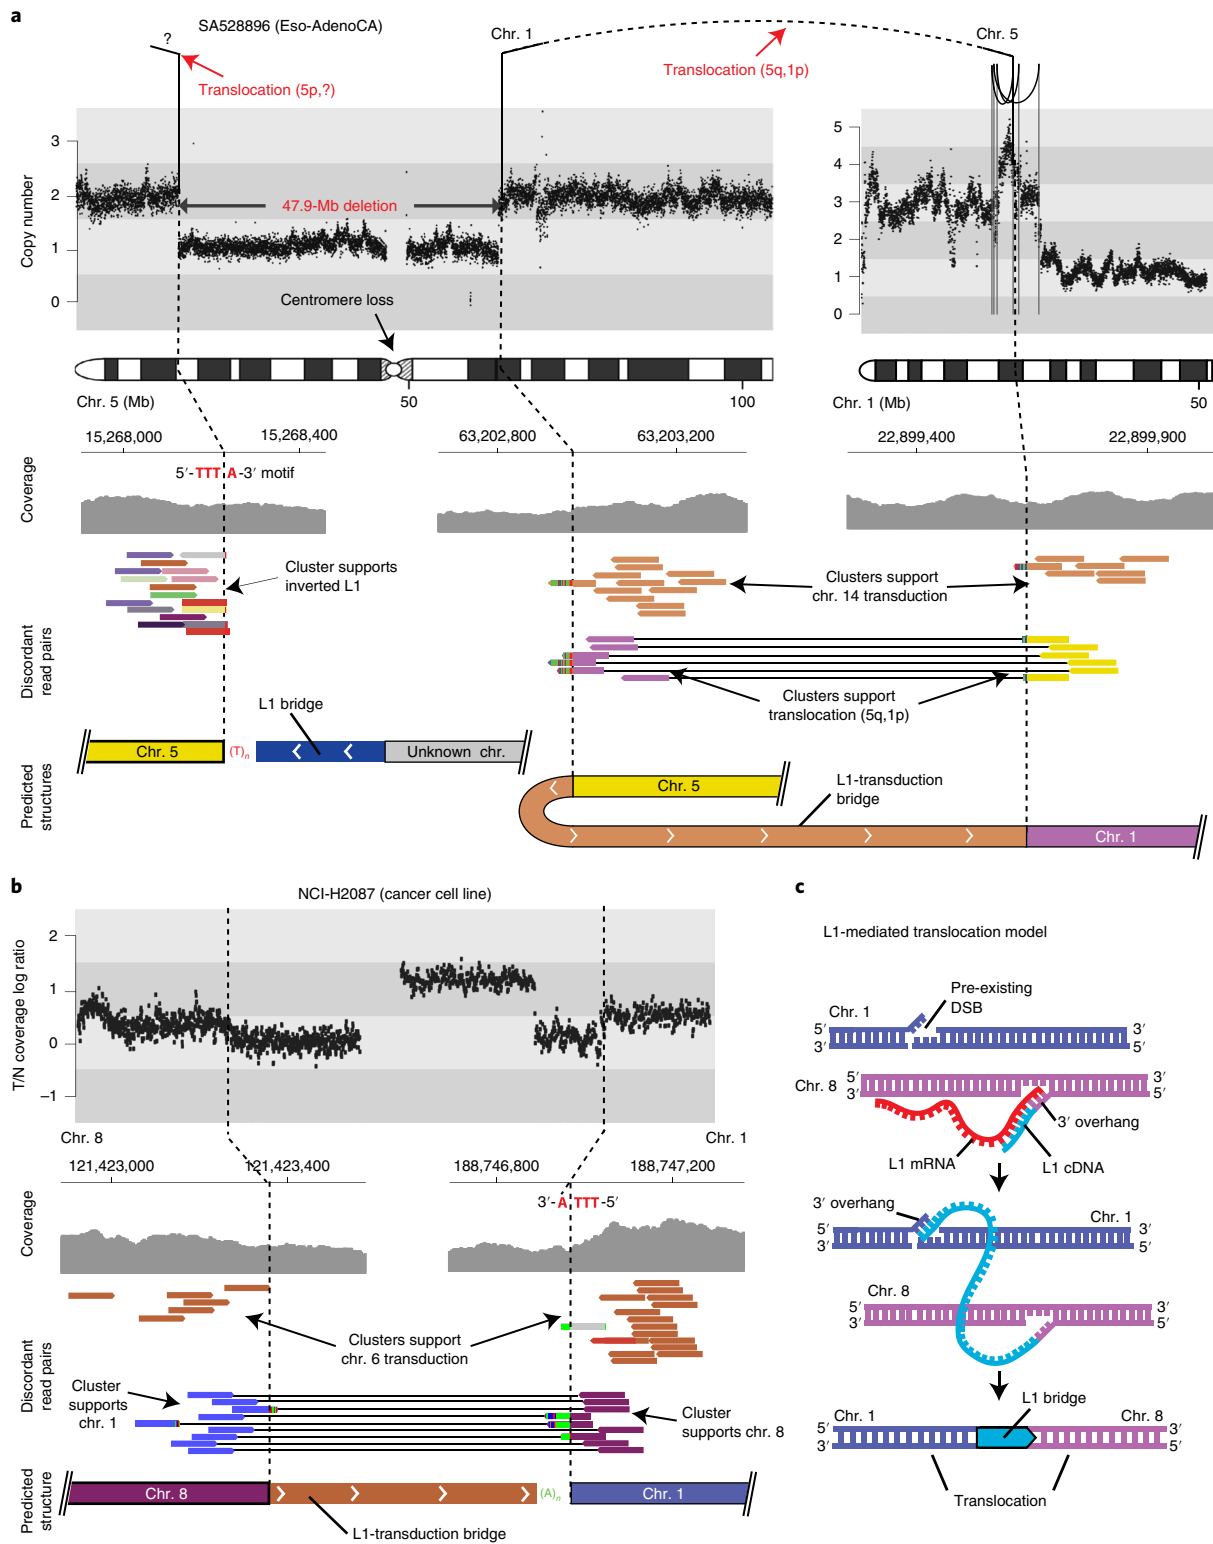 a
SA528896 (Eso-AdenoCA)
?
Chr. 1
Chr. 5
Translocation (5p,?)
Translocation (5q,1p)
Copy number
3
2
1
0
47.9-Mb deletion
Centromere loss
5
4
3
2
1
0
Chr. 5 (Mb)
50
100
Chr. 1 (Mb)
50
15,268,000
15,268,400
63,202,800
63,203,200
22,899,400
22,899,900
5′-TTT A-3′ motif
Coverage
Cluster supports
inverted L1
Clusters support
chr. 14 transduction
Discordant
read pairs
Clusters support
translocation (5q,1p)
L1 bridge
Chr. 5
(T)n
Unknown chr.
Predicted
structures
Chr. 5
L1-transduction
bridge
Chr. 1
b
NCI-H2087 (cancer cell line)
T/N coverage log ratio
2
1
0
−1
Chr. 8
Chr. 1
121,423,000
121,423,400
188,746,800
188,747,200
3′-A TTT-5′
Coverage
Clusters support
chr. 6 transduction
Discordant
read pairs
Cluster
supports
chr. 1
Cluster
supports chr. 8
Predicted
structure
Chr. 8
(A)n
Chr. 1
L1-transduction bridge
c
L1-mediated translocation model
Pre-existing
DSB
Chr. 1
5′
3′
3′
5′
Chr. 8
5′
3′
3′
5′
3′ overhang
L1 mRNA
L1 cDNA
3′ overhang
Chr. 1
5′
3′
3′
5′
Chr. 8
5′
3′
3′
5′
L1 bridge
Chr. 1
Chr. 8
5′
3′
3′
5′
Translocation